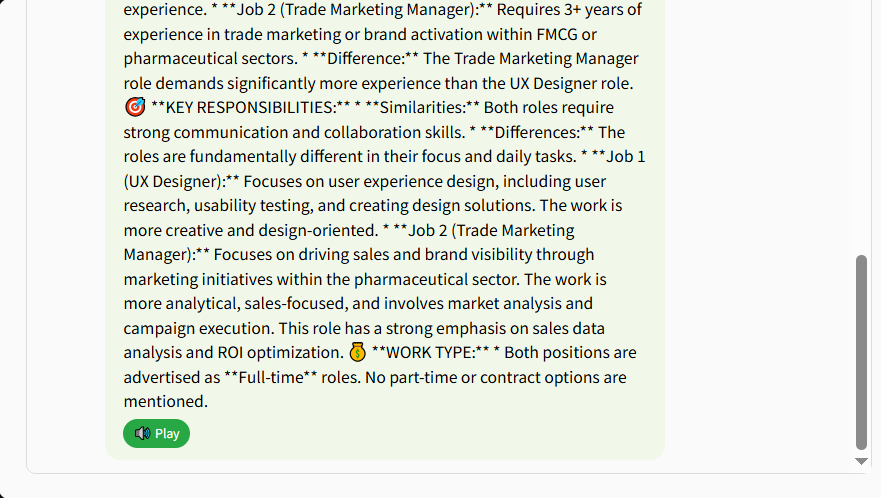 experience. * **Job 2 (Trade Marketing Manager):** Requires 3+ years of
experience in trade marketing or brand activation within FMCG or
pharmaceutical sectors. * **Difference:** The Trade Marketing Manager
role demands significantly more experience than the UX Designer role.
🎯 **KEY RESPONSIBILITIES:** * **Similarities:** Both roles require
strong communication and collaboration skills. * **Differences:** The
roles are fundamentally different in their focus and daily tasks. * **Job 1
(UX Designer):** Focuses on user experience design, including user
research, usability testing, and creating design solutions. The work is
more creative and design-oriented. * **Job 2 (Trade Marketing
Manager):** Focuses on driving sales and brand visibility through
marketing initiatives within the pharmaceutical sector. The work is
more analytical, sales-focused, and involves market analysis and
campaign execution. This role has a strong emphasis on sales data
analysis and ROI optimization. 💰 **WORK TYPE:** * Both positions are
advertised as **Full-time** roles. No part-time or contract options are
mentioned.
🔊 Play